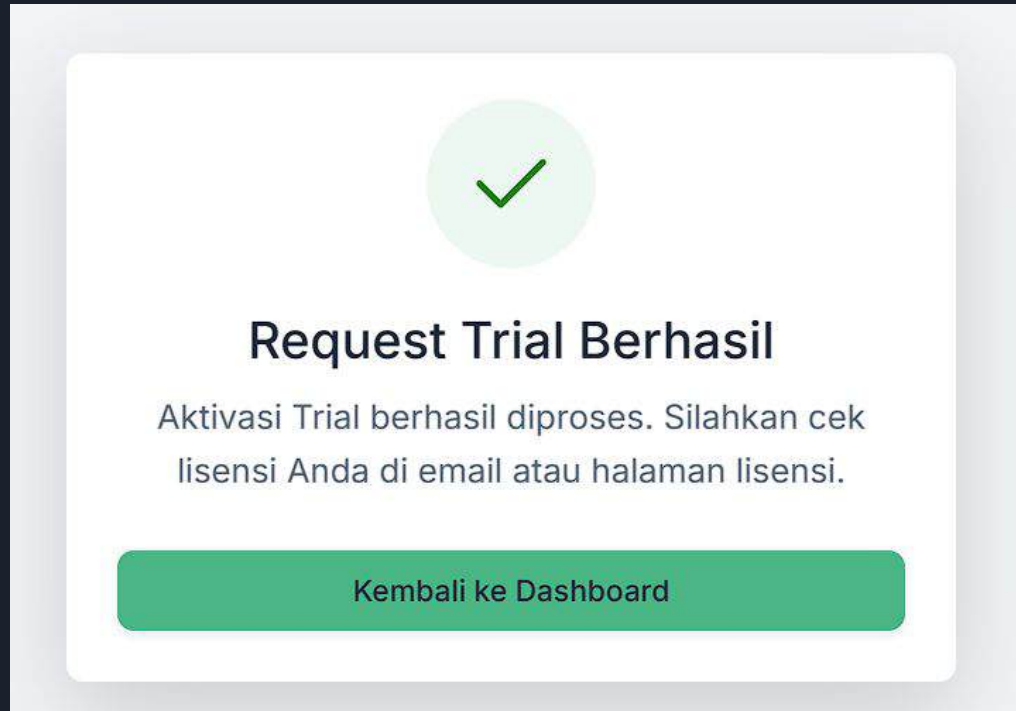 Request Trial Berhasil
Aktivasi Trial berhasil diproses. Silahkan cek
lisensi Anda di email atau halaman lisensi.
Kembali ke Dashboard